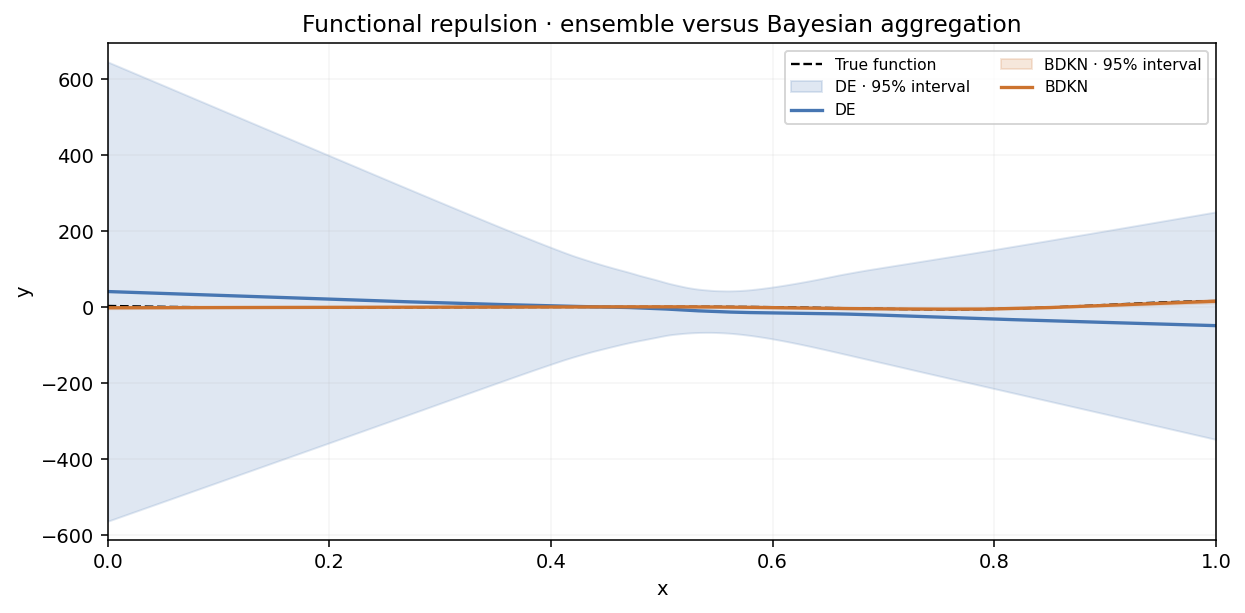 Functional repulsion · ensemble versus Bayesian aggregation
True function
DE · 95% interval
DE
BDKN · 95% interval
BDKN
y
600
400
200
0
−200
−400
−600
0.0 0.2 0.4 0.6 0.8 1.0
x